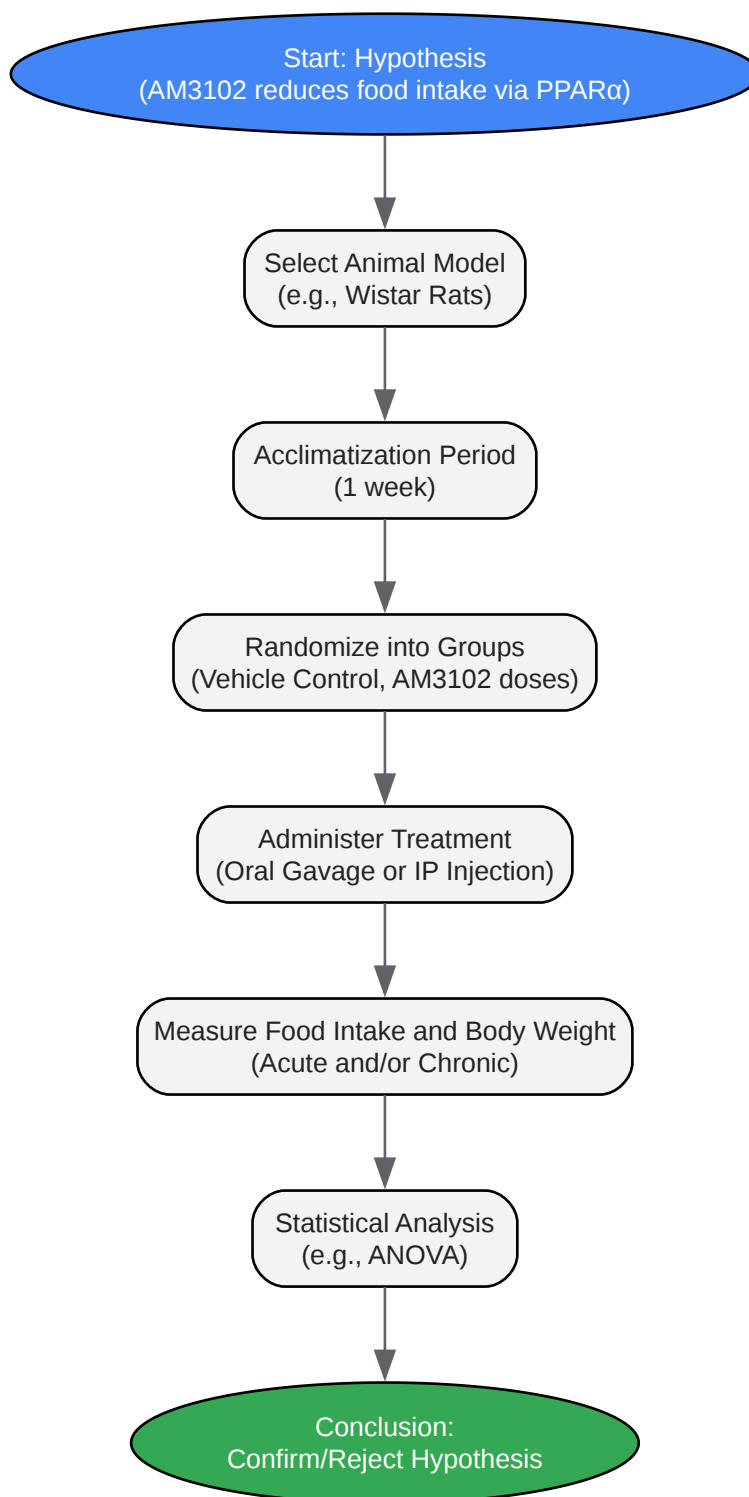 Start: Hypothesis
(AM3102 reduces food intake via PPARα)
Select Animal Model
(e.g., Wistar Rats)
Acclimatization Period
(1 week)
Randomize into Groups
(Vehicle Control, AM3102 doses)
Administer Treatment
(Oral Gavage or IP Injection)
Measure Food Intake and Body Weight
(Acute and/or Chronic)
Statistical Analysis
(e.g., ANOVA)
Conclusion:
Confirm/Reject Hypothesis